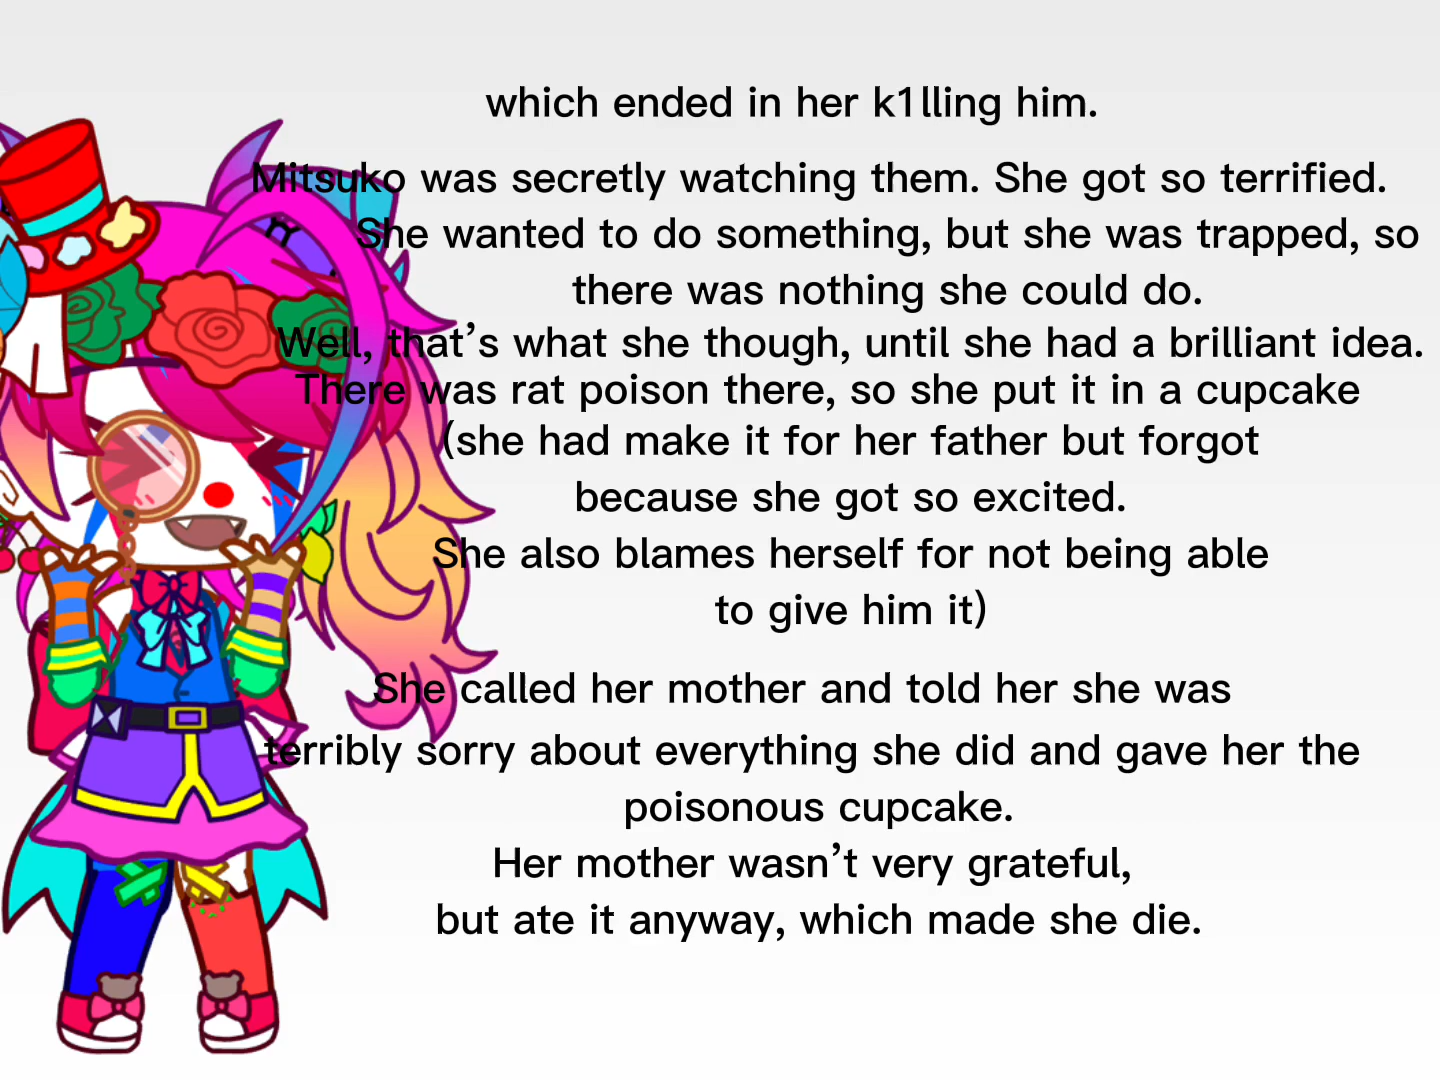 which ended in her k1lling him.
Mitsuko was secretly watching them. She got so terrified.
She wanted to do something, but she was trapped, so
there was nothing she could do.
Well, that’s what she though, until she had a brilliant idea.
There was rat poison there, so she put it in a cupcake
(she had make it for her father but forgot
because she got so excited.
She also blames herself for not being able
to give him it)
She called her mother and told her she was
terribly sorry about everything she did and gave her the
poisonous cupcake.
Her mother wasn’t very grateful,
but ate it anyway, which made she die.